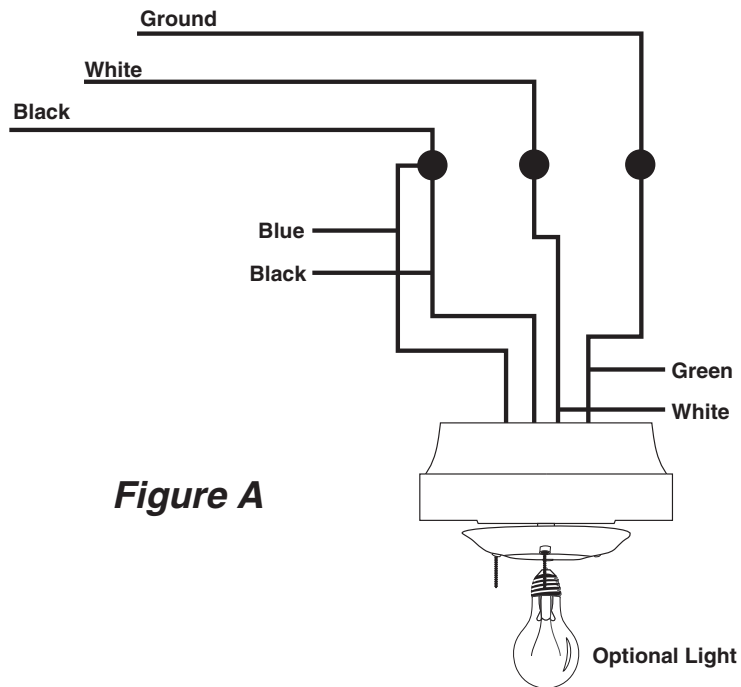 Ground
White
Black
Blue
Black
Green
White
Figure A
Optional Light